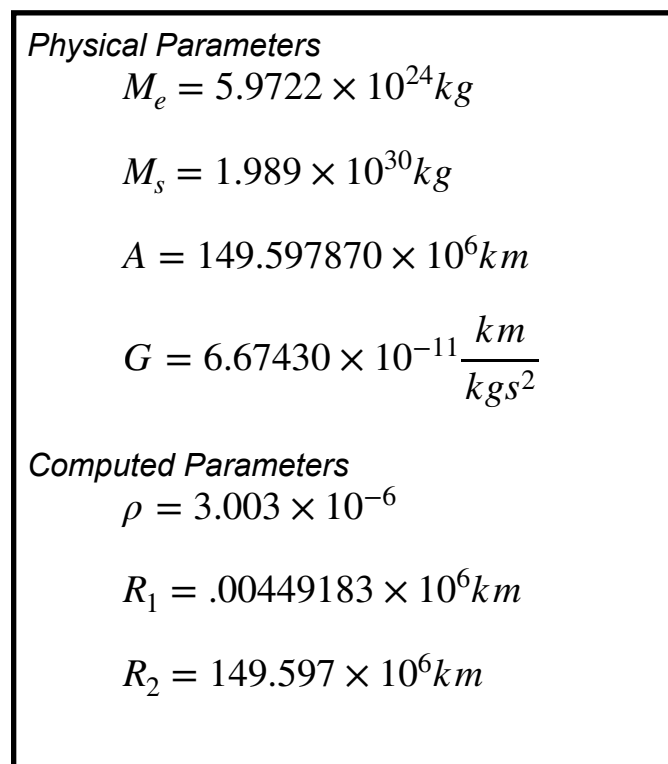 Physical Parameters
M_e = 5.9722 × 10^24 kg
M_s = 1.989 × 10^30 kg
A = 149.597870 × 10^6 km
G = 6.67430 × 10^-11 km/kgs^2
Computed Parameters
ρ = 3.003 × 10^-6
R_1 = .00449183 × 10^6 km
R_2 = 149.597 × 10^6 km